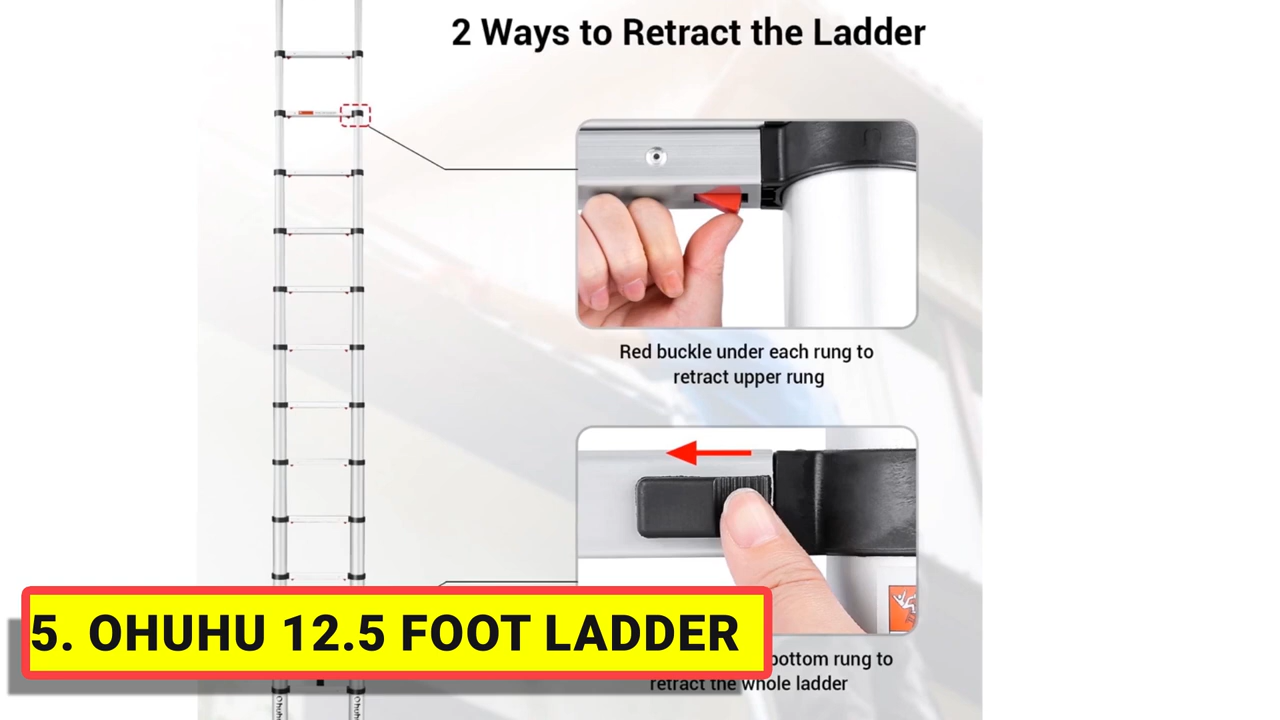 2 Ways to Retract the Ladder
Red buckle under each rung to
retract upper rung
bottom rung to
retract the whole ladder
5. OHUHU 12.5 FOOT LADDER